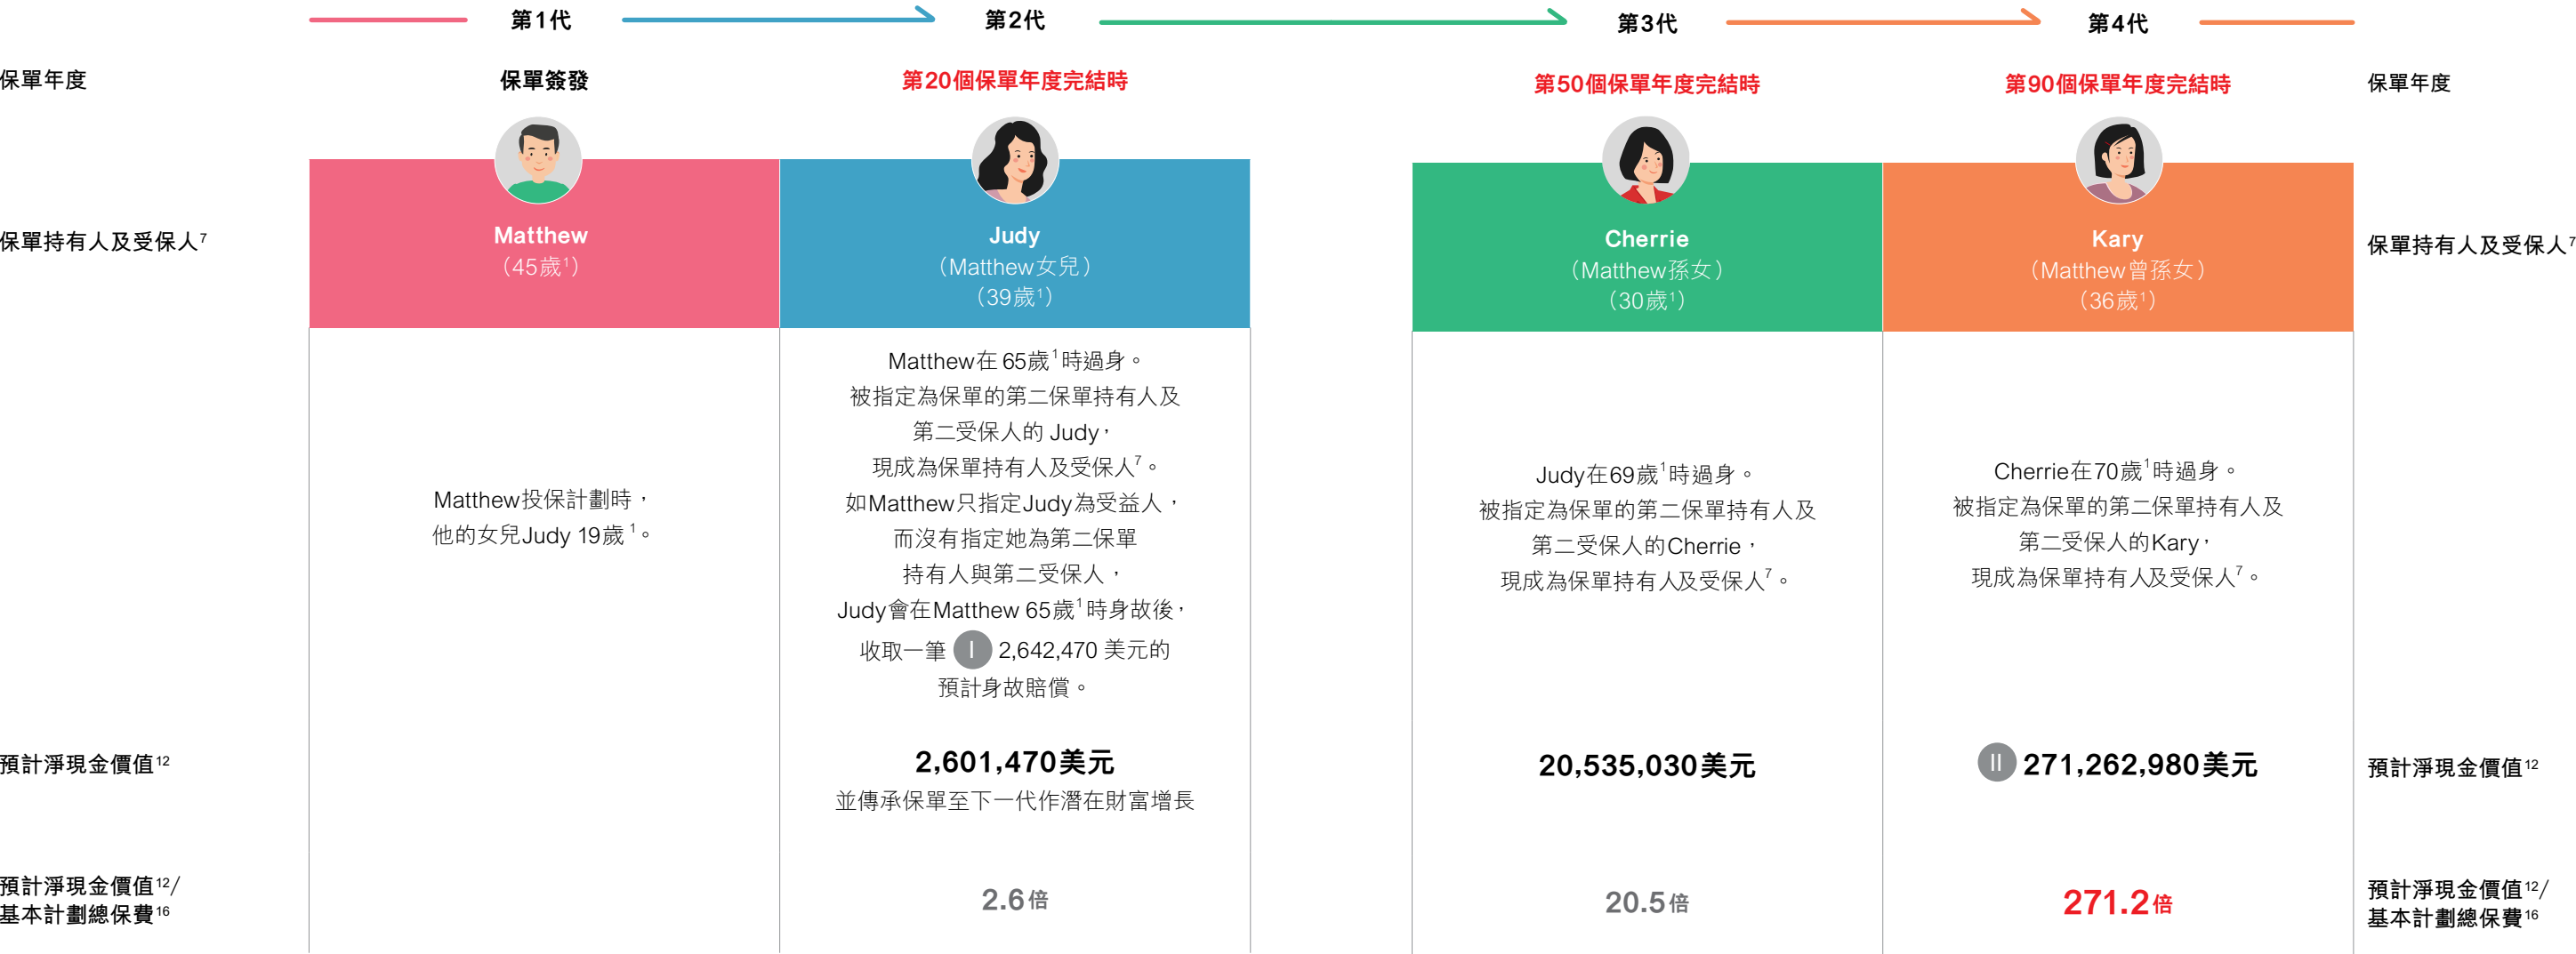 第1代
第2代
第3代
第4代
保單年度
保單簽發
第20個保單年度完結時
第50個保單年度完結時
第90個保單年度完結時
保單年度
保單持有人及受保人7
Matthew
（45歲1）
Judy
（Matthew女兒）
（39歲1）
Cherrie
（Matthew孫女）
（30歲1）
Kary
（Matthew曾孫女）
（36歲1）
保單持有人及受保人7
Matthew投保計劃時，
他的女兒Judy 19歲1。
Matthew在 65歲1時過身。
被指定為保單的第二保單持有人及
第二受保人的 Judy，
現成為保單持有人及受保人7。
如Matthew只指定Judy為受益人，
而沒有指定她為第二保單
持有人與第二受保人，
Judy會在Matthew 65歲1時身故後，
收取一筆 I 2,642,470 美元的
預計身故賠償。
Judy在69歲1時過身。
被指定為保單的第二保單持有人及
第二受保人的Cherrie，
現成為保單持有人及受保人7。
Cherrie在70歲1時過身。
被指定為保單的第二保單持有人及
第二受保人的Kary，
現成為保單持有人及受保人7。
預計淨現金價值12
2,601,470美元
並傳承保單至下一代作潛在財富增長
20,535,030美元
II 271,262,980美元
預計淨現金價值12
預計淨現金價值12/
基本計劃總保費16
2.6倍
20.5倍
271.2倍
預計淨現金價值12/
基本計劃總保費16